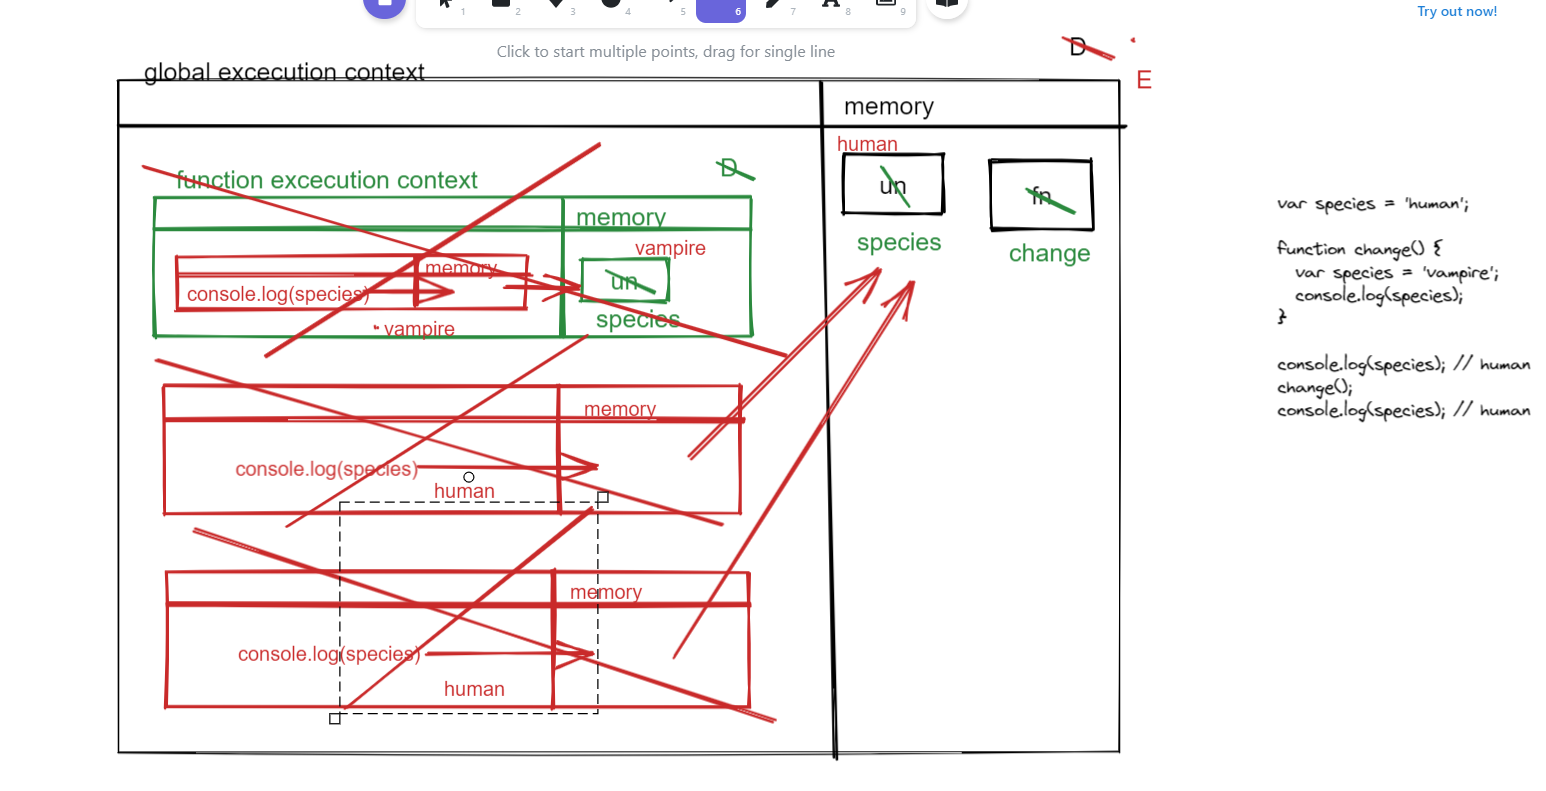 2
3
4
5
6
7
8
9
Try out now!
Click to start multiple points, drag for single line
D
E
global excecution context
memory
human
un
fn
species
change
function excecution context
D
memory
vampire
memory
un
console.log(species)
species
vampire
memory
console.log(species)
human
memory
console.log(species)
human
var species = 'human';
function change() {
var species = 'vampire';
console.log(species);
}
console.log(species); // human
change();
console.log(species); // human